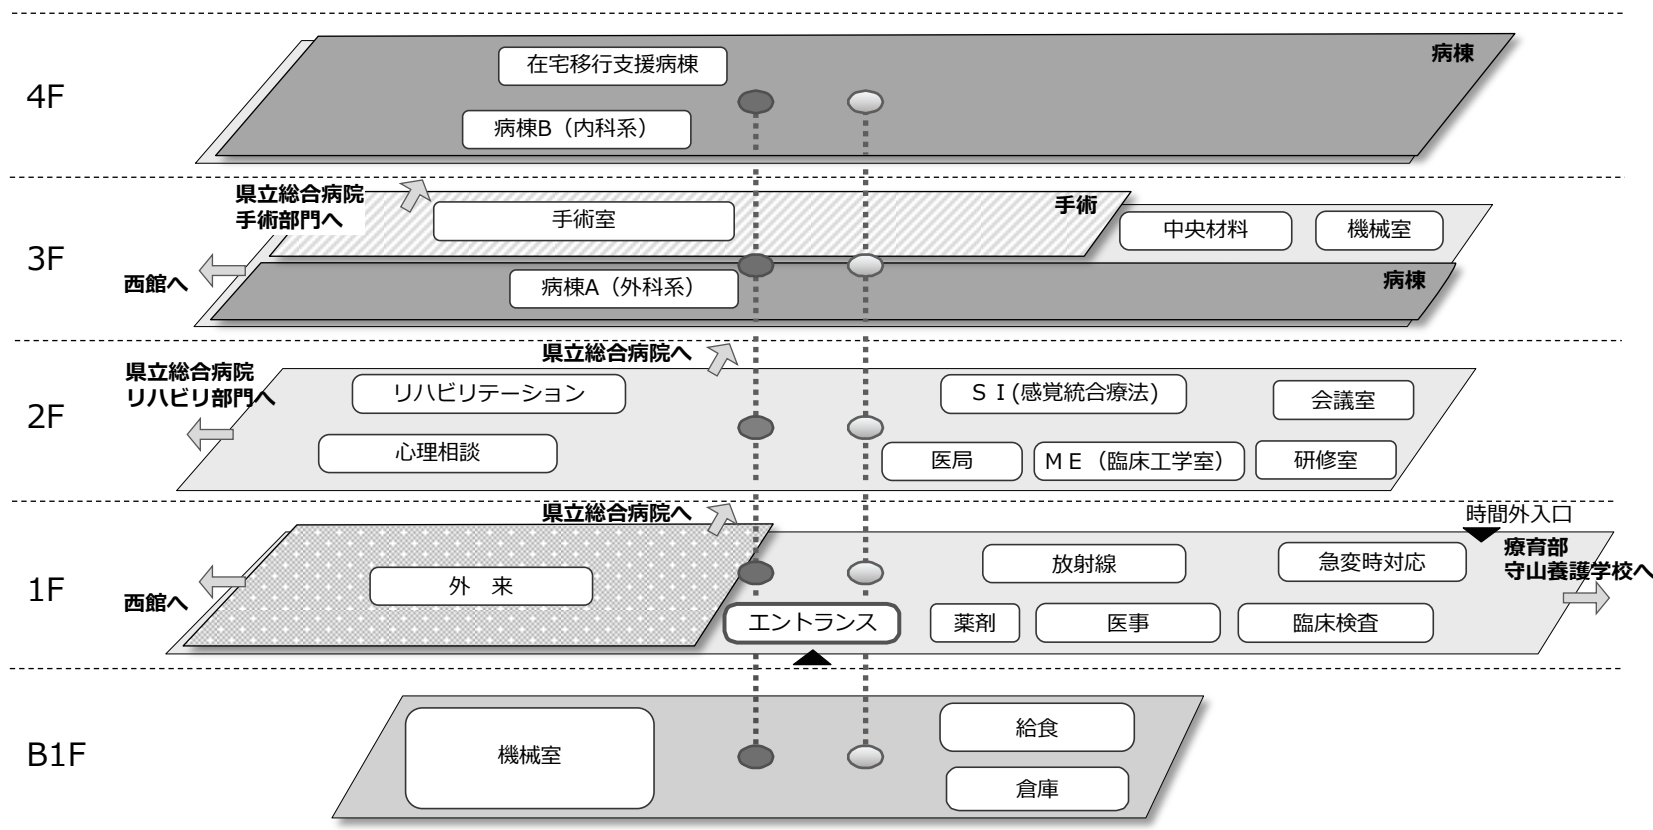 4F
病棟
在宅移行支援病棟
病棟B（内科系）
3F
県立総合病院
手術部門へ
西館へ
手術
手術室
中央材料
機械室
病棟A（外科系）
病棟
2F
県立総合病院へ
県立総合病院
リハビリ部門へ
リハビリテーション
ＳＩ(感覚統合療法)
会議室
心理相談
医局
ＭＥ（臨床工学室）
研修室
1F
県立総合病院へ
時間外入口
療育部
守山養護学校へ
西館へ
外　来
放射線
急変時対応
エントランス
薬剤
医事
臨床検査
B1F
機械室
給食
倉庫